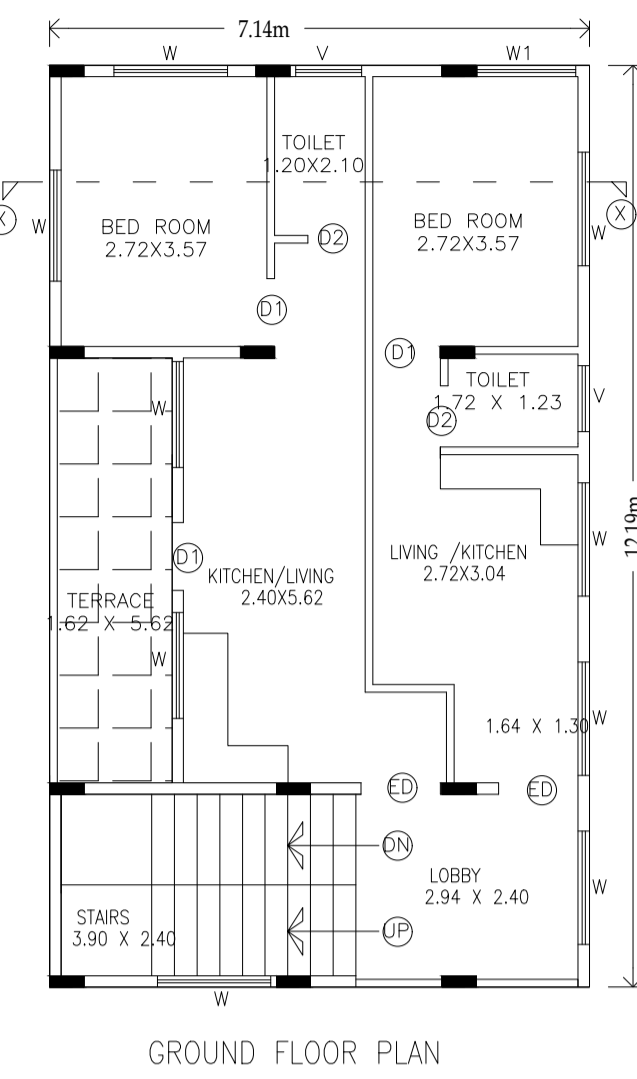 7.14m
W
V
W1
TOILET
1.20X2.10
X
W
BED ROOM
2.72X3.57
D2
BED ROOM
2.72X3.57
X
W
D1
D1
TOILET
1.72 X 1.23
V
W
D2
12.19m
D1
KITCHEN/LIVING
2.40X5.62
LIVING /KITCHEN
2.72X3.04
W
TERRACE
1.62 X 5.62
W
1.64 X 1.30
W
ED
ED
DN
LOBBY
2.94 X 2.40
W
STAIRS
3.90 X 2.40
UP
W
GROUND FLOOR PLAN